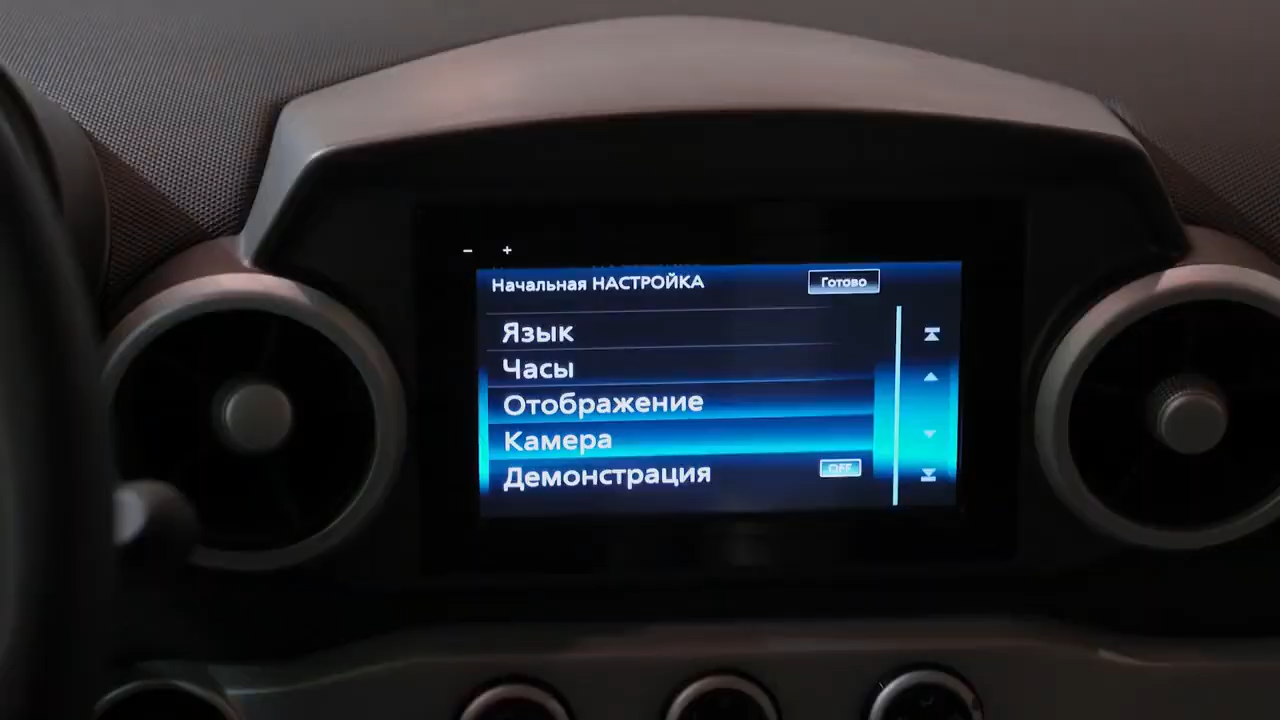 − +
Начальная НАСТРОЙКА Готово
Язык
Часы
Отображение
Камера
Демонстрация OFF